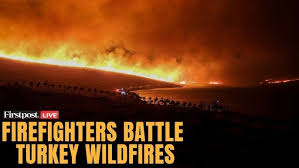 Firstpost. LIVE
FIREFIGHTERS BATTLE
TURKEY WILDFIRES